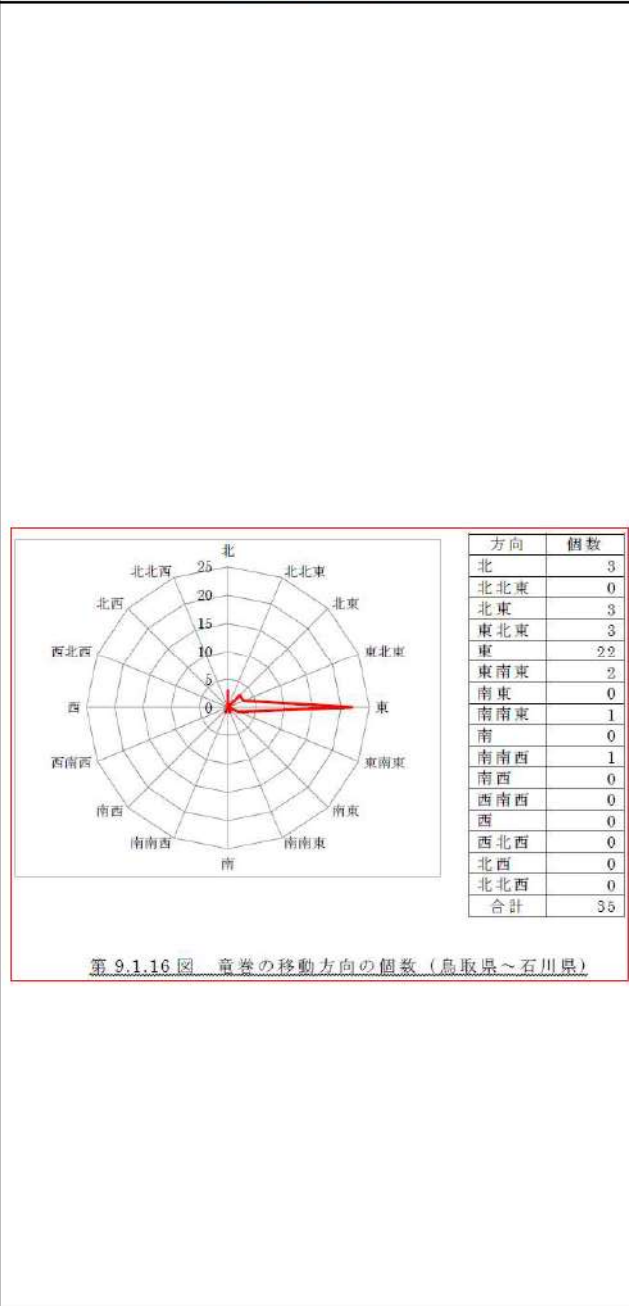 北
北北西
25
北北東
北西
20
北東
15
西北西
10
東北東
5
西
0
東
西南西
東南東
南西
南東
南南西
南南東
南
方向 個数
北 3
北北東 0
北東 3
東北東 3
東 22
東南東 2
南東 0
南南東 1
南 0
南南西 1
南西 0
西南西 0
西 0
西北西 0
北西 0
北北西 0
合計 35
第 9.1.16 図 竜巻の移動方向の個数（鳥取県～石川県）